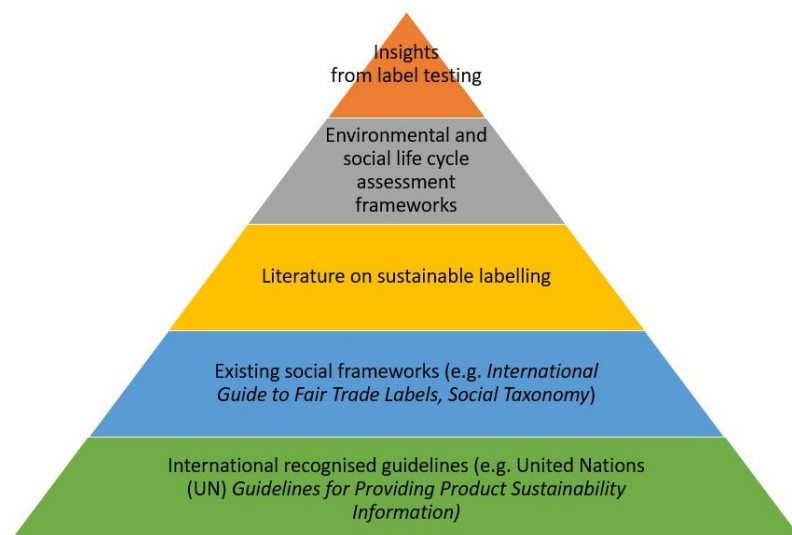 Insights
from label testing
Environmental and
social life cycle
assessment
frameworks
Literature on sustainable labelling
Existing social frameworks (e.g. International
Guide to Fair Trade Labels, Social Taxonomy)
International recognised guidelines (e.g. United Nations
(UN) Guidelines for Providing Product Sustainability
Information)